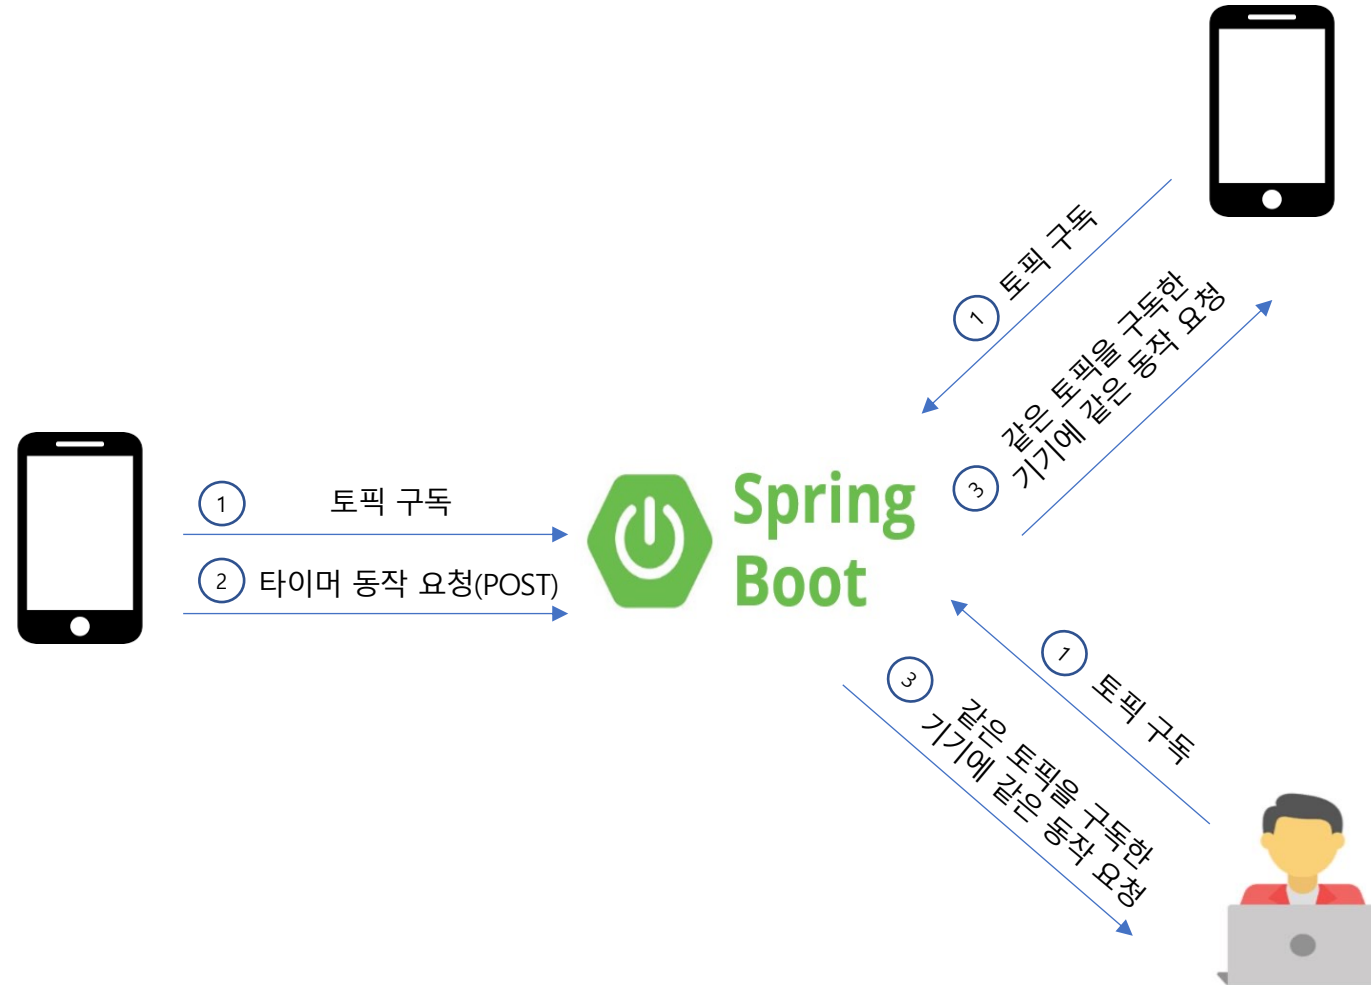 1 토픽 구독
2 타이머 동작 요청(POST)
Spring
Boot
1 토픽 구독
3 같은 토픽을 구독한
기기에 같은 동작 요청
1 토픽 구독
3 같은 토픽을 구독한
기기에 같은 동작 요청